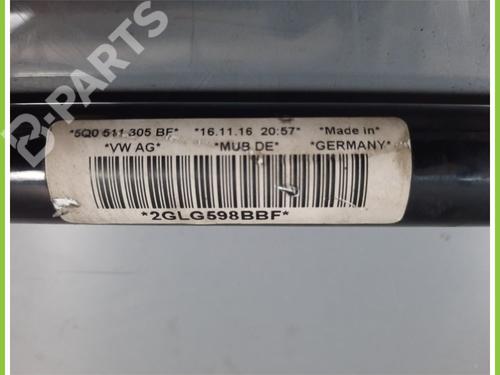 B-PARTS
*5Q0 511 305 BF* *16.11.16 20:57* *Made in*
*VW AG* *MUB DE* *GERMANY*
*2GLG598BBF*